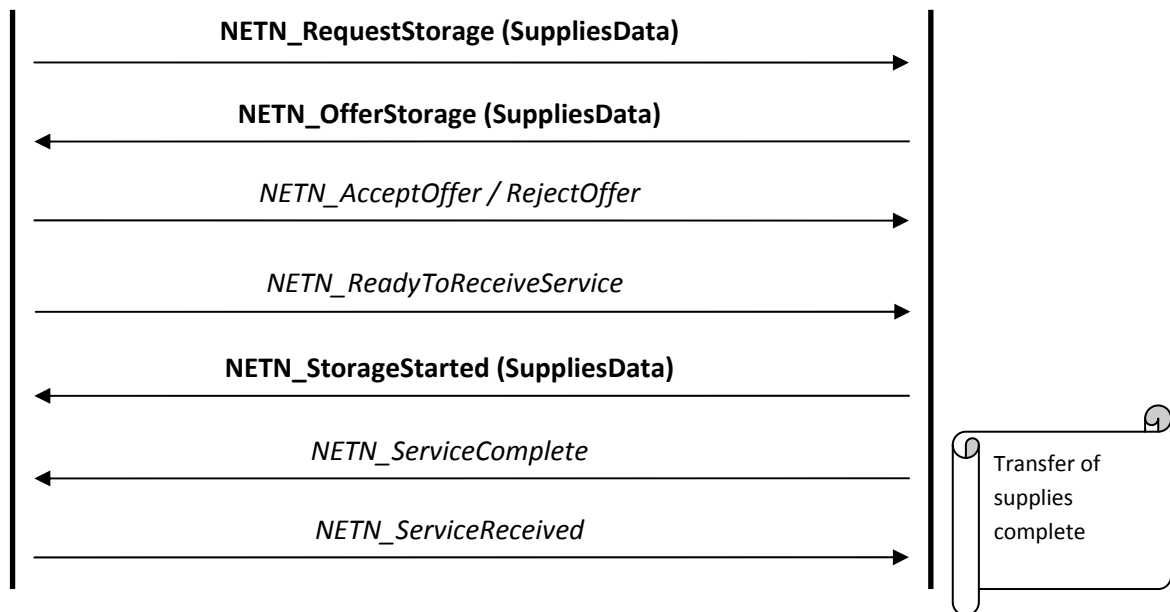 NETN_RequestStorage (SuppliesData)
NETN_OfferStorage (SuppliesData)
NETN_AcceptOffer / RejectOffer
NETN_ReadyToReceiveService
NETN_StorageStarted (SuppliesData)
NETN_ServiceComplete
NETN_ServiceReceived
Transfer of
supplies
complete